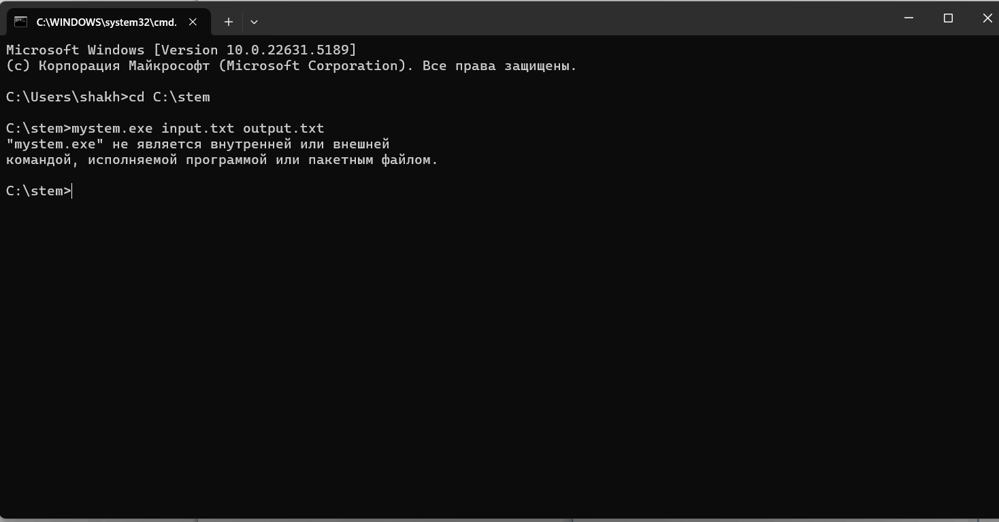 C:\WINDOWS\system32\cmd.
Microsoft Windows [Version 10.0.22631.5189]
(c) Корпорация Майкрософт (Microsoft Corporation). Все права защищены.
C:\Users\shakh>cd C:\stem
C:\stem>mystem.exe input.txt output.txt
"mystem.exe" не является внутренней или внешней
командой, исполняемой программой или пакетным файлом.
C:\stem>